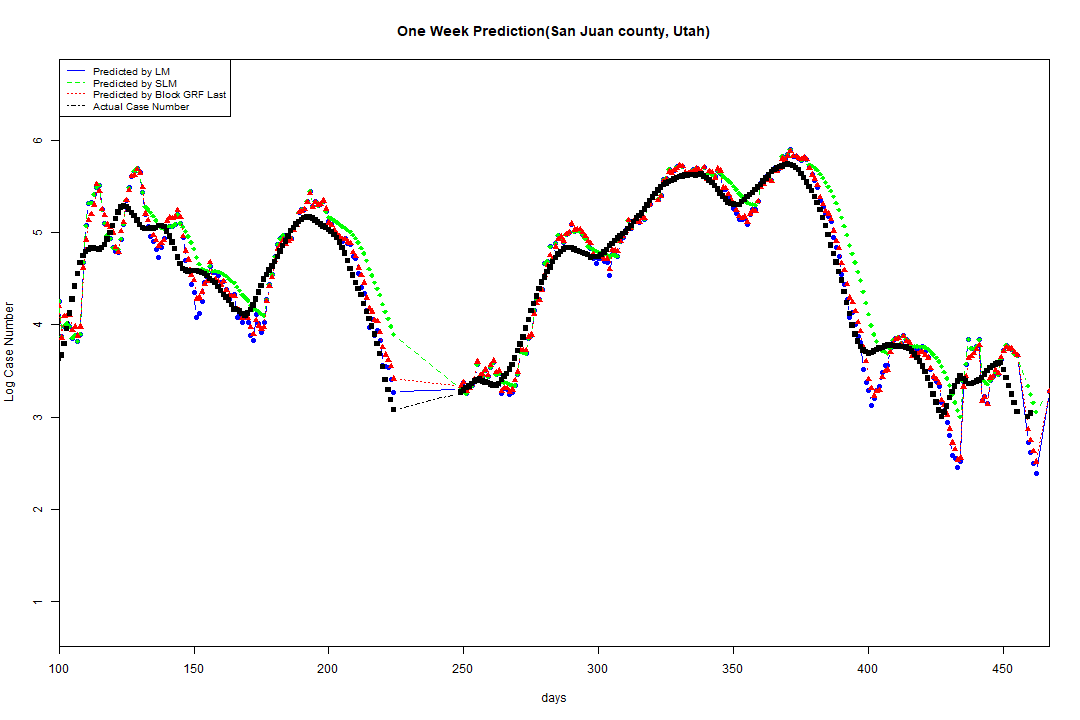 One Week Prediction(San Juan county, Utah)
Predicted by LM
Predicted by SLM
Predicted by Block GRF Last
Actual Case Number
6
5
4
3
2
1
Log Case Number
100 150 200 250 300 350 400 450
days